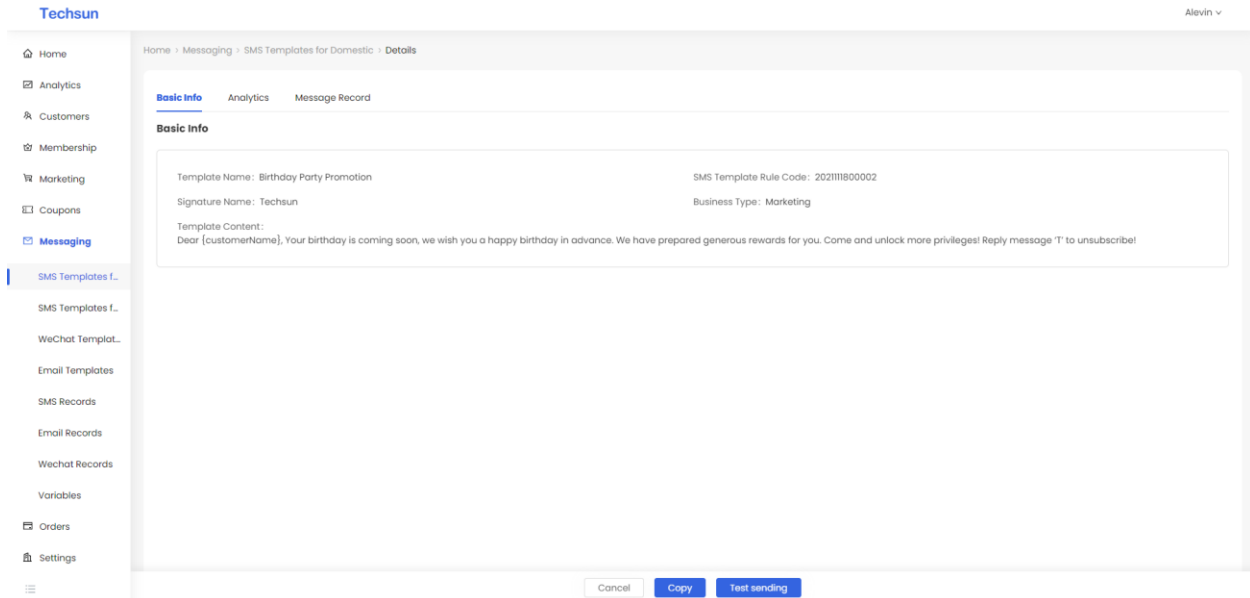 Techsun
Alevin
Home
Analytics
Customers
Membership
Marketing
Coupons
Messaging
SMS Templates f...
SMS Templates f...
WeChat Templat...
Email Templates
SMS Records
Email Records
Wechat Records
Variables
Orders
Settings
Home > Messaging > SMS Templates for Domestic > Details
Basic Info Analytics Message Record
Basic Info
Template Name: Birthday Party Promotion SMS Template Rule Code: 2021111800002
Signature Name: Techsun Business Type: Marketing
Template Content:
Dear {customerName}, Your birthday is coming soon, we wish you a happy birthday in advance. We have prepared generous rewards for you. Come and unlock more privileges! Reply message 'T' to unsubscribe!
Cancel Copy Test sending